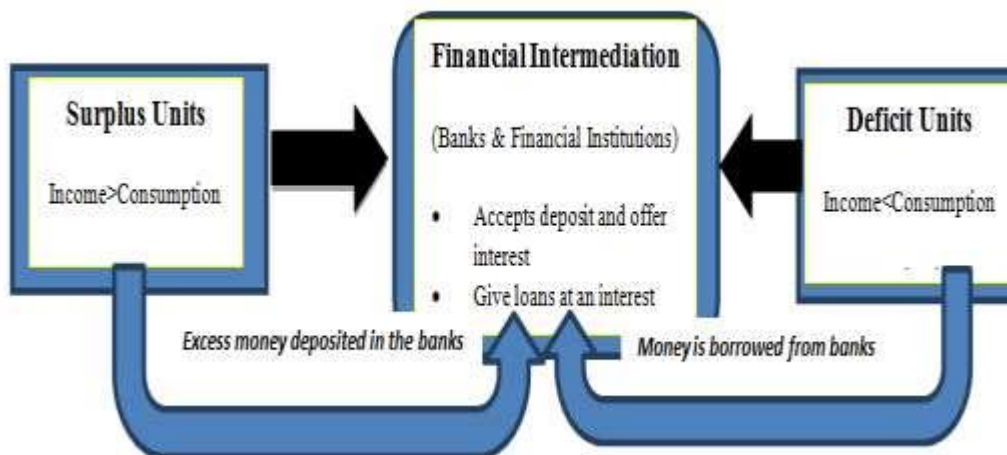 Surplus Units
Income>Consumption
Financial Intermediation
(Banks & Financial Institutions)
• Accepts deposit and offer
interest
• Give loans at an interest
Deficit Units
Income<Consumption
Excess money deposited in the banks
Money is borrowed from banks